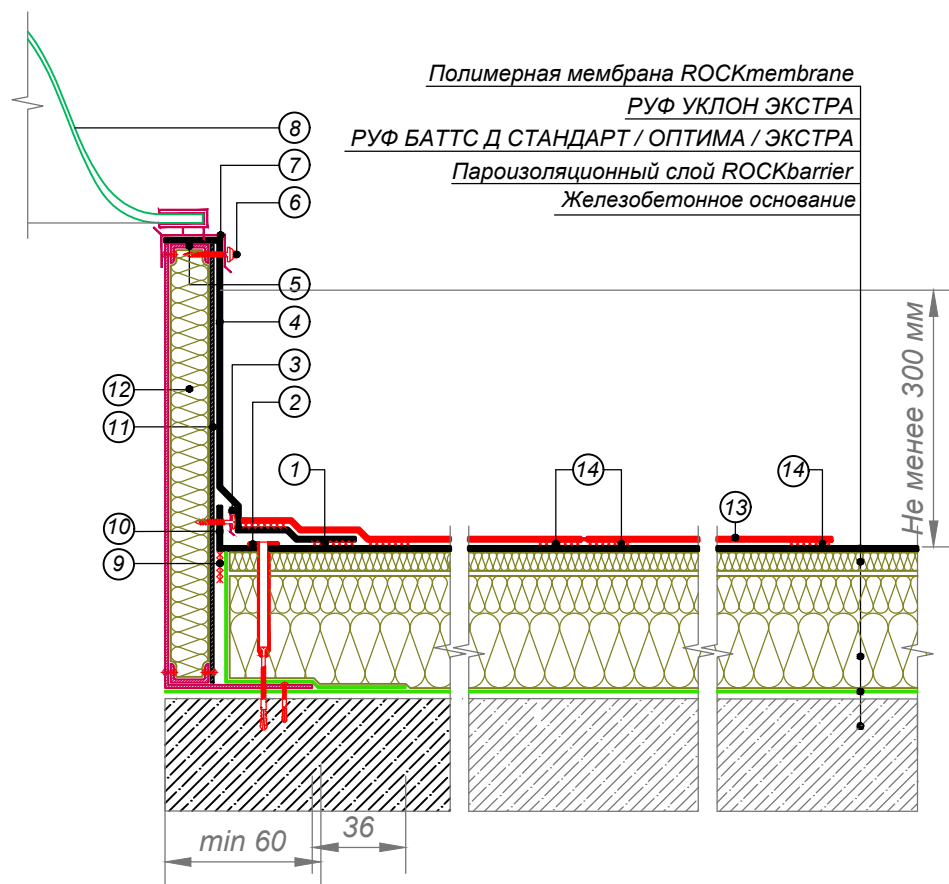 Полимерная мембрана ROCKmembrane
РУФ УКЛОН ЭКСТРА
РУФ БАТТС Д СТАНДАРТ / ОПТИМА / ЭКСТРА
Пароизоляционный слой ROCKbarrier
Железобетонное основание
8
7
6
5
4
3
12
2
11
1
14
14
13
10
9
Не менее 300 мм
min 60
36